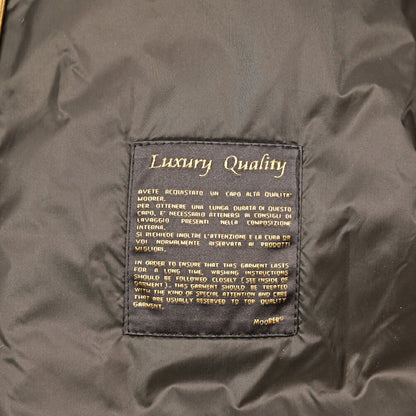 Luxury Quality
AVETE ACQUISTATO UN CAPO ALTA QUALITA'
MOORER.
PER OTTENERE UNA LUNGA DURATA DI QUESTO
CAPO, E' NECESSARIO ATTENERSI AI CONSIGLI DI
LAVAGGIO PRESENTI NELLA COMPOSIZIONE
INTERNA.
SI RICHIEDE INOLTRE L'ATTENZIONE E LA CURA DA
VOI NORMALMENTE RISERVATA AI PRODOTTI
MIGLIORI.
IN ORDER TO ENSURE THAT THIS GARMENT LASTS
FOR A LONG TIME, WASHING INSTRUCTIONS
SHOULD BE FOLLOWED CLOSELY (SEE INSIDE OF
GARMENT). THIS GARMENT SHOULD BE TREATED
WITH THE KIND OF SPECIAL ATTENTION AND CARE
THAT ARE USUALLY RESERVED TO TOP QUALITY
GARMENT.
MOORER®